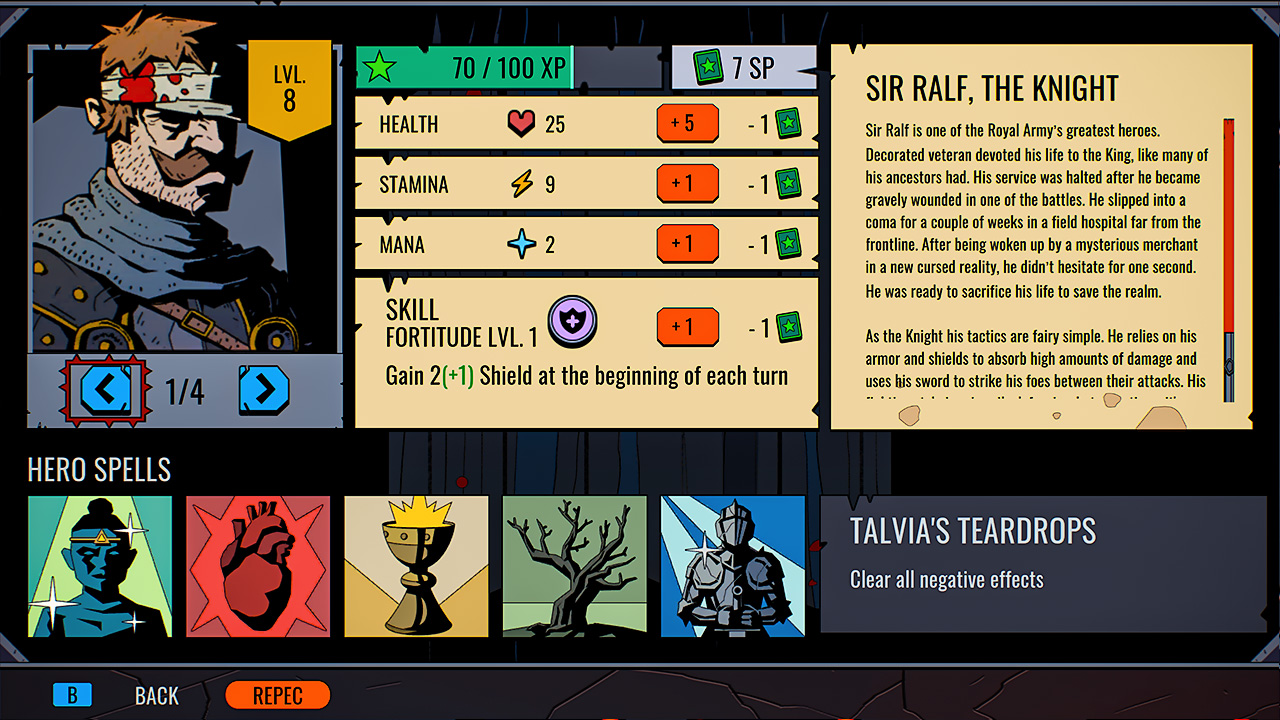 LVL.
8
1/4
70 / 100 XP
7 SP
HEALTH 25 +5 -1
STAMINA 9 +1 -1
MANA 2 +1 -1
SKILL
FORTITUDE LVL. 1 +1 -1
Gain 2(+1) Shield at the beginning of each turn
SIR RALF, THE KNIGHT
Sir Ralf is one of the Royal Army's greatest heroes.
Decorated veteran devoted his life to the King, like many of
his ancestors had. His service was halted after he became
gravely wounded in one of the battles. He slipped into a
coma for a couple of weeks in a field hospital far from the
frontline. After being woken up by a mysterious merchant
in a new cursed reality, he didn't hesitate for one second.
He was ready to sacrifice his life to save the realm.
As the Knight his tactics are fairy simple. He relies on his
armor and shields to absorb high amounts of damage and
uses his sword to strike his foes between their attacks. His
HERO SPELLS
TALVIA'S TEARDROPS
Clear all negative effects
B BACK REPEC